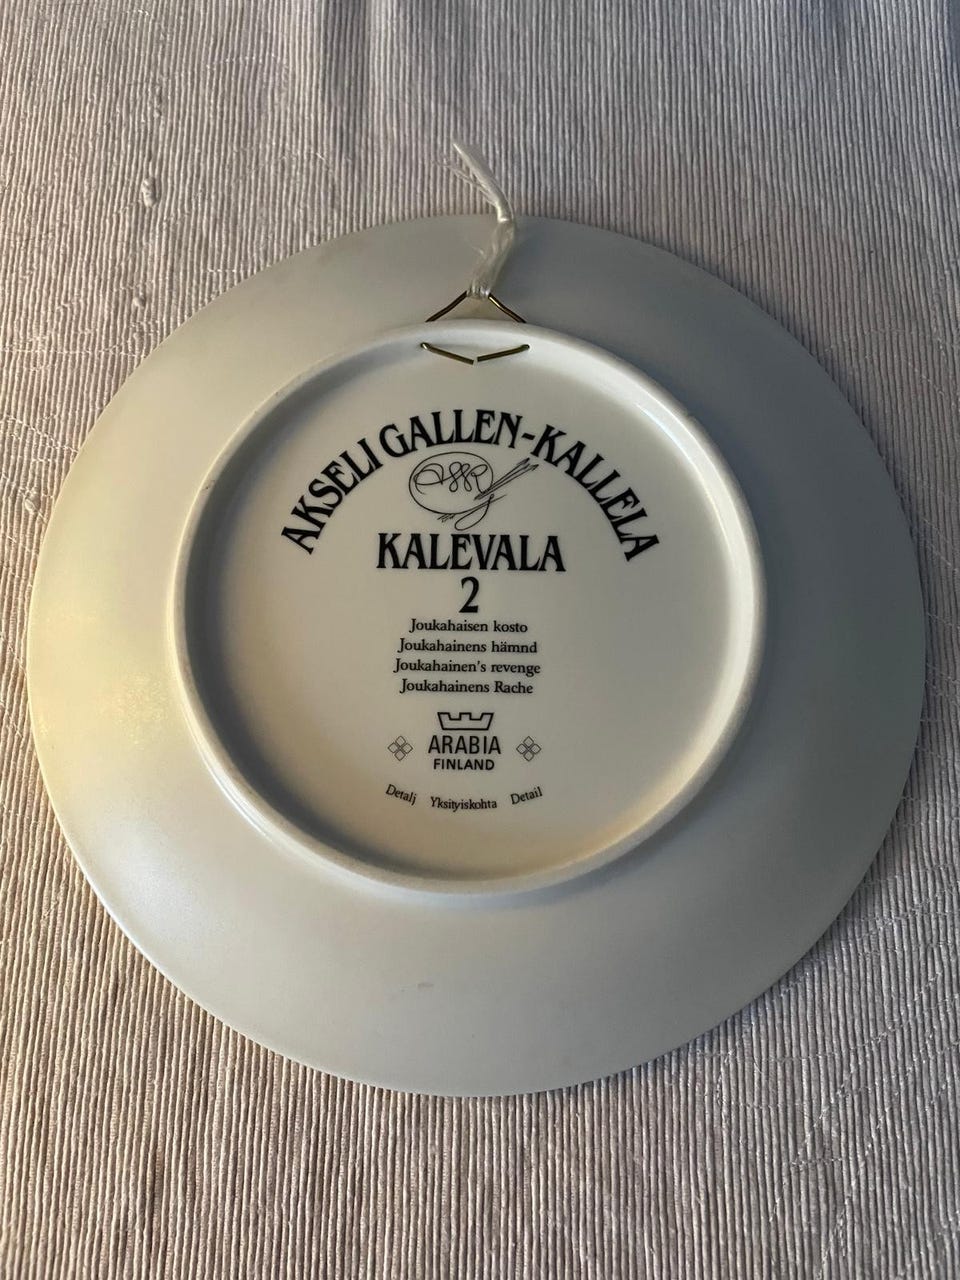 AKSELI GALLEN-KALLELA
KALEVALA
2
Joukahaisen kosto
Joukahainens hämnd
Joukahainen's revenge
Joukahainens Rache
ARABIA
FINLAND
Detalj Yksityiskohta Detail